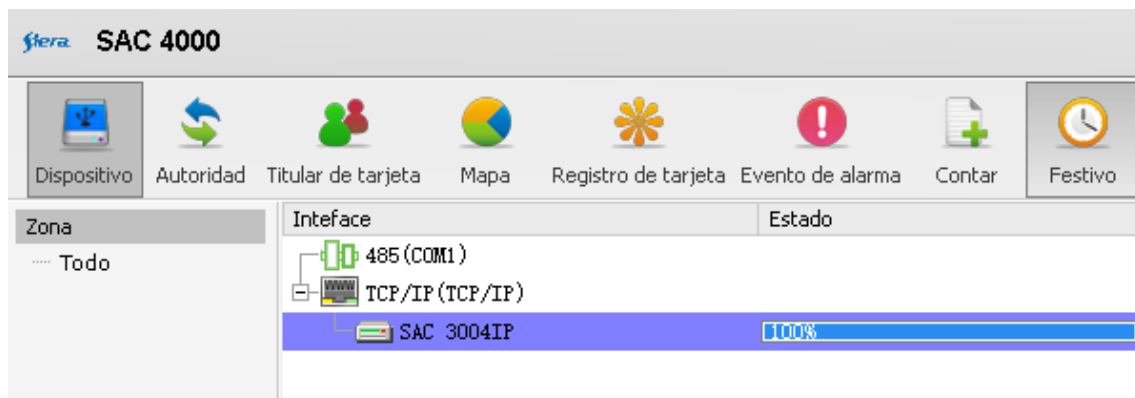 sfera SAC 4000
Dispositivo Autoridad Titular de tarjeta Mapa Registro de tarjeta Evento de alarma Contar Festivo
Zona Inteface Estado
Todo
485(COM1)
TCP/IP(TCP/IP)
SAC 3004IP 100%